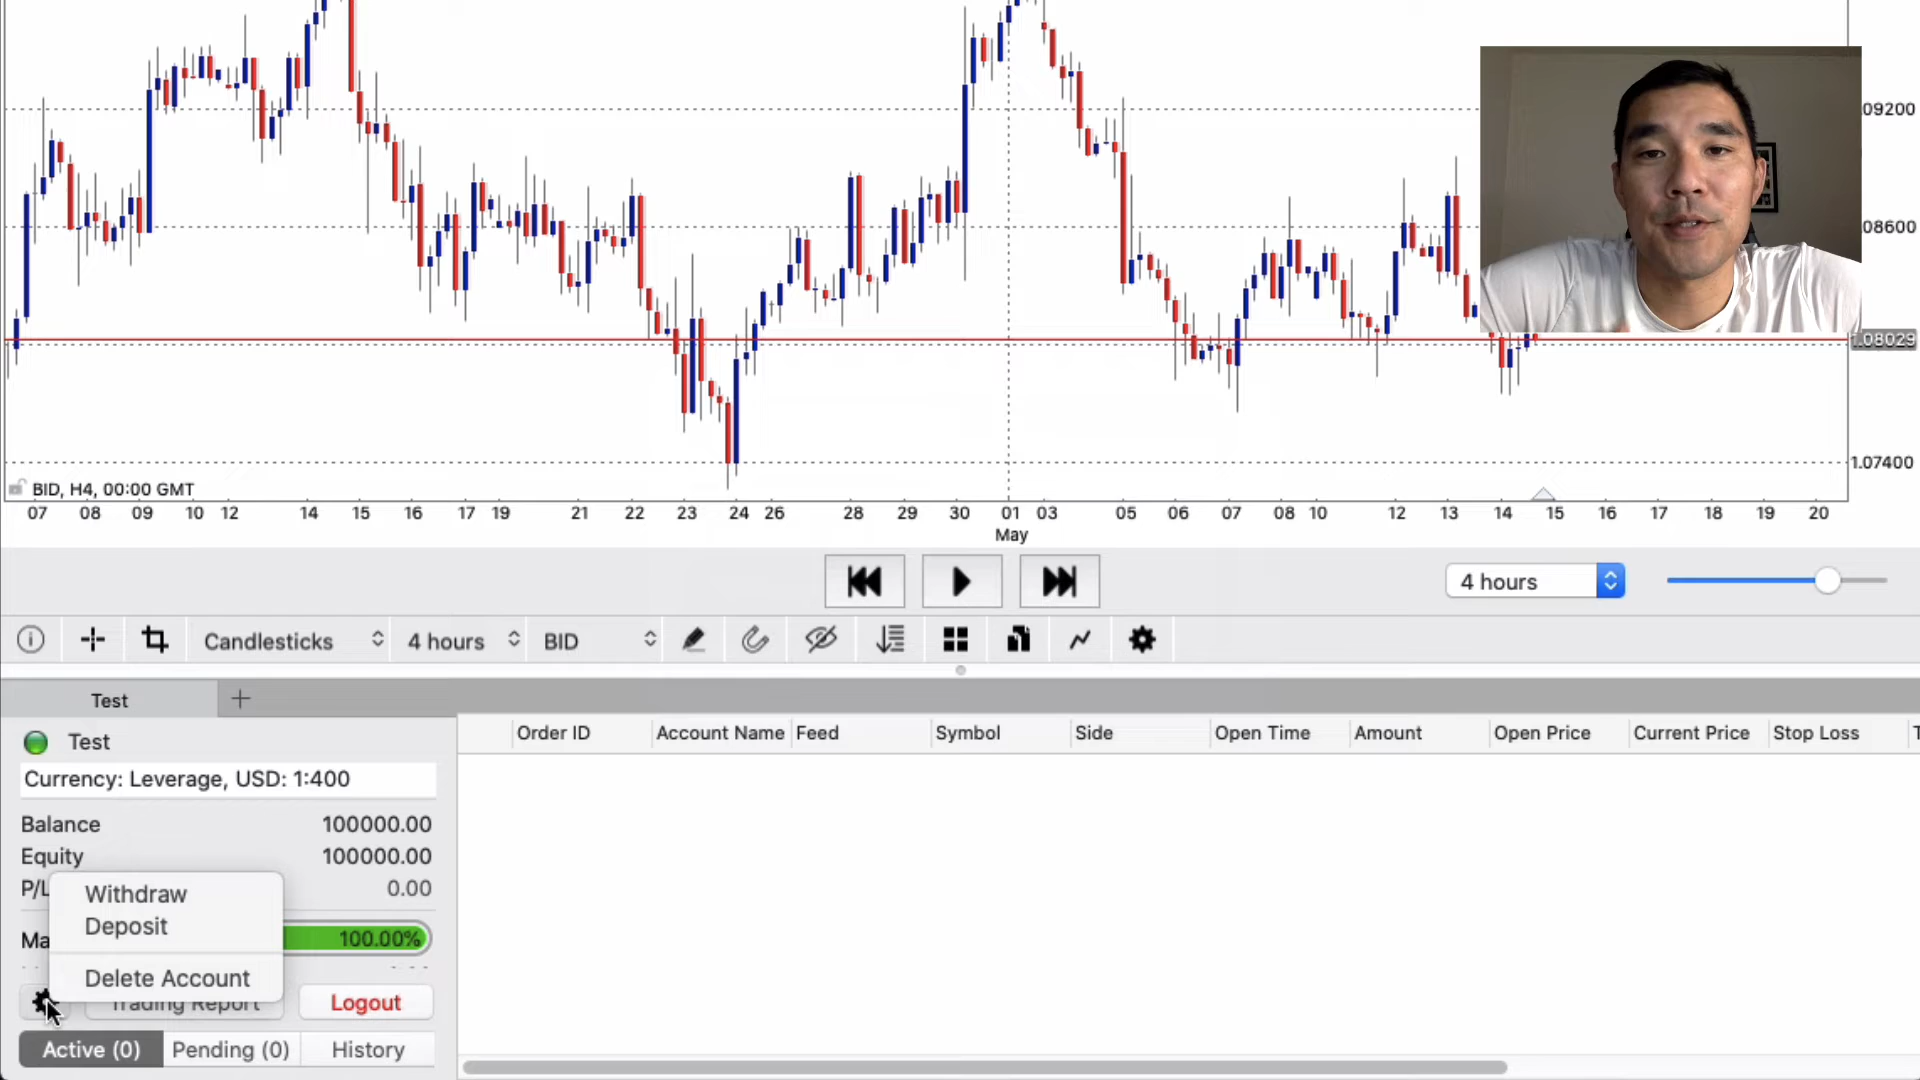 09200
08600
1.08029
1.07400
BID, H4, 00:00 GMT
07 08 09 10 12 14 15 16 17 19 21 22 23 24 26 28 29 30 01 03 05 06 07 08 10 12 13 14 15 16 17 18 19 20
May
4 hours
Candlesticks 4 hours BID
Test +
Order ID Account Name Feed Symbol Side Open Time Amount Open Price Current Price Stop Loss T
Test
Currency: Leverage, USD: 1:400
Balance 100000.00
Equity 100000.00
P/L 0.00
Withdraw
Deposit
Ma 100.00%
Delete Account
Trading Report Logout
Active (0) Pending (0) History